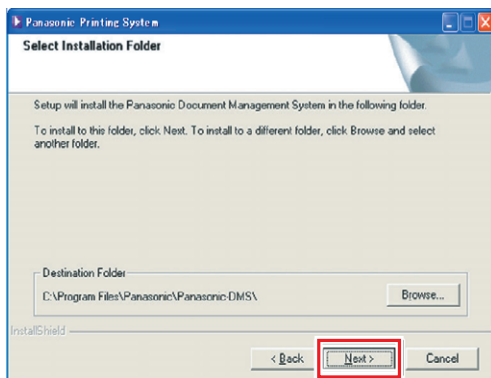 Panasonic Printing System
Select Installation Folder
Setup will install the Panasonic Document Management System in the following folder.
To install to this folder, click Next. To install to a different folder, click Browse and select
another folder.
Destination Folder
C:\Program Files\Panasonic\Panasonic-DMS\
Browse...
InstallShield
< Back
Next >
Cancel